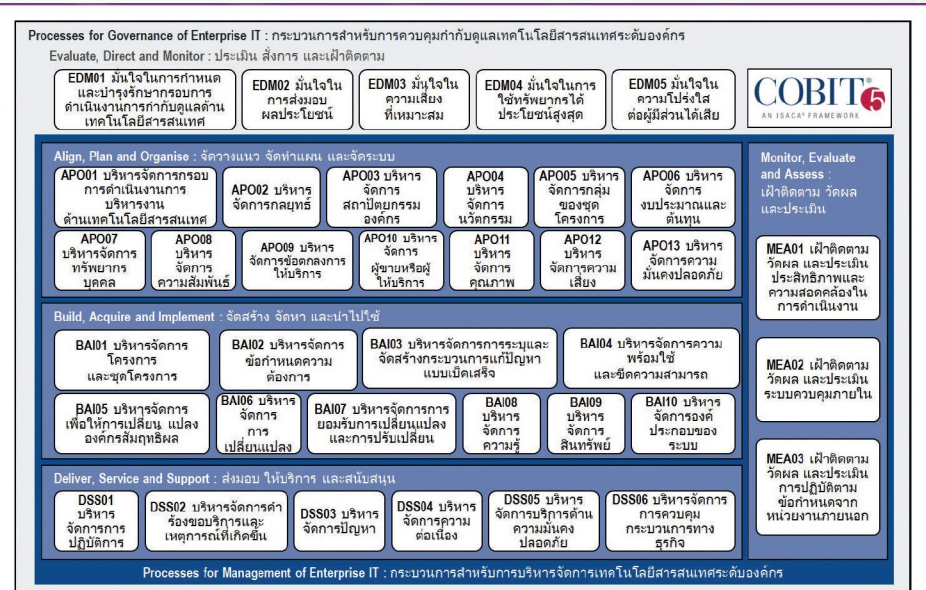 Processes for Governance of Enterprise IT : กระบวนการสำหรับการควบคุมกำกับดูแลเทคโนโลยีสารสนเทศระดับองค์กร
Evaluate, Direct and Monitor : ประเมิน สั่งการ และเฝ้าติดตาม
EDM01 มั่นใจในการกำหนด
และบำรุงรักษากรอบการ
ดำเนินงานการกำกับดูแลด้าน
เทคโนโลยีสารสนเทศ
EDM02 มั่นใจใน
การส่งมอบ
ผลประโยชน์
EDM03 มั่นใจใน
ความเสี่ยง
ที่เหมาะสม
EDM04 มั่นใจในการ
ใช้ทรัพยากรได้
ประโยชน์สูงสุด
EDM05 มั่นใจใน
ความโปร่งใส
ต่อผู้มีส่วนได้เสีย
COBIT® 5
AN ISACA® FRAMEWORK
Align, Plan and Organise : จัดวางแนว จัดทำแผน และจัดระบบ
APO01 บริหารจัดการกรอบ
การดำเนินงานการ
บริหารงาน
ด้านเทคโนโลยีสารสนเทศ
APO02 บริหาร
จัดการกลยุทธ์
APO03 บริหาร
จัดการ
สถาปัตยกรรม
องค์กร
APO04
บริหาร
จัดการ
นวัตกรรม
APO05 บริหาร
จัดการกลุ่ม
ของชุด
โครงการ
APO06 บริหาร
จัดการ
งบประมาณและ
ต้นทุน
APO07
บริหารจัดการ
ทรัพยากร
บุคคล
APO08
บริหาร
จัดการ
ความสัมพันธ์
APO09 บริหาร
จัดการข้อตกลงการ
ให้บริการ
APO10 บริหาร
จัดการ
ผู้ขายหรือผู้
ให้บริการ
APO11
บริหาร
จัดการ
คุณภาพ
APO12
บริหาร
จัดการความ
เสี่ยง
APO13 บริหาร
จัดการความ
มั่นคงปลอดภัย
Build, Acquire and Implement : จัดสร้าง จัดหา และนำไปใช้
BAI01 บริหารจัดการ
โครงการ
และชุดโครงการ
BAI02 บริหารจัดการ
ข้อกำหนดความ
ต้องการ
BAI03 บริหารจัดการการระบุและ
จัดสร้างกระบวนการแก้ปัญหา
แบบเบ็ดเสร็จ
BAI04 บริหารจัดการความ
พร้อมใช้
และขีดความสามารถ
BAI05 บริหารจัดการ
เพื่อให้การเปลี่ยน แปลง
องค์กรสัมฤทธิผล
BAI06 บริหาร
จัดการ
การ
เปลี่ยนแปลง
BAI07 บริหารจัดการการ
ยอมรับการเปลี่ยนแปลง
และการปรับเปลี่ยน
BAI08
บริหาร
จัดการ
ความรู้
BAI09
บริหาร
จัดการ
สินทรัพย์
BAI10 บริหาร
จัดการองค์
ประกอบของ
ระบบ
Deliver, Service and Support : ส่งมอบ ให้บริการ และสนับสนุน
DSS01
บริหาร
จัดการการ
ปฏิบัติการ
DSS02 บริหารจัดการคำ
ร้องขอบริการและ
เหตุการณ์ที่เกิดขึ้น
DSS03 บริหาร
จัดการปัญหา
DSS04 บริหาร
จัดการความ
ต่อเนื่อง
DSS05 บริหาร
จัดการบริการด้าน
ความมั่นคง
ปลอดภัย
DSS06 บริหารจัดการ
การควบคุม
กระบวนการทาง
ธุรกิจ
Monitor, Evaluate
and Assess :
เฝ้าติดตาม วัดผล
และประเมิน
MEA01 เฝ้าติดตาม
วัดผล และประเมิน
ประสิทธิภาพและ
ความสอดคล้องใน
การดำเนินงาน
MEA02 เฝ้าติดตาม
วัดผล และประเมิน
ระบบควบคุมภายใน
MEA03 เฝ้าติดตาม
วัดผล และประเมิน
การปฏิบัติตาม
ข้อกำหนดจาก
หน่วยงานภายนอก
Processes for Management of Enterprise IT : กระบวนการสำหรับการบริหารจัดการเทคโนโลยีสารสนเทศระดับองค์กร